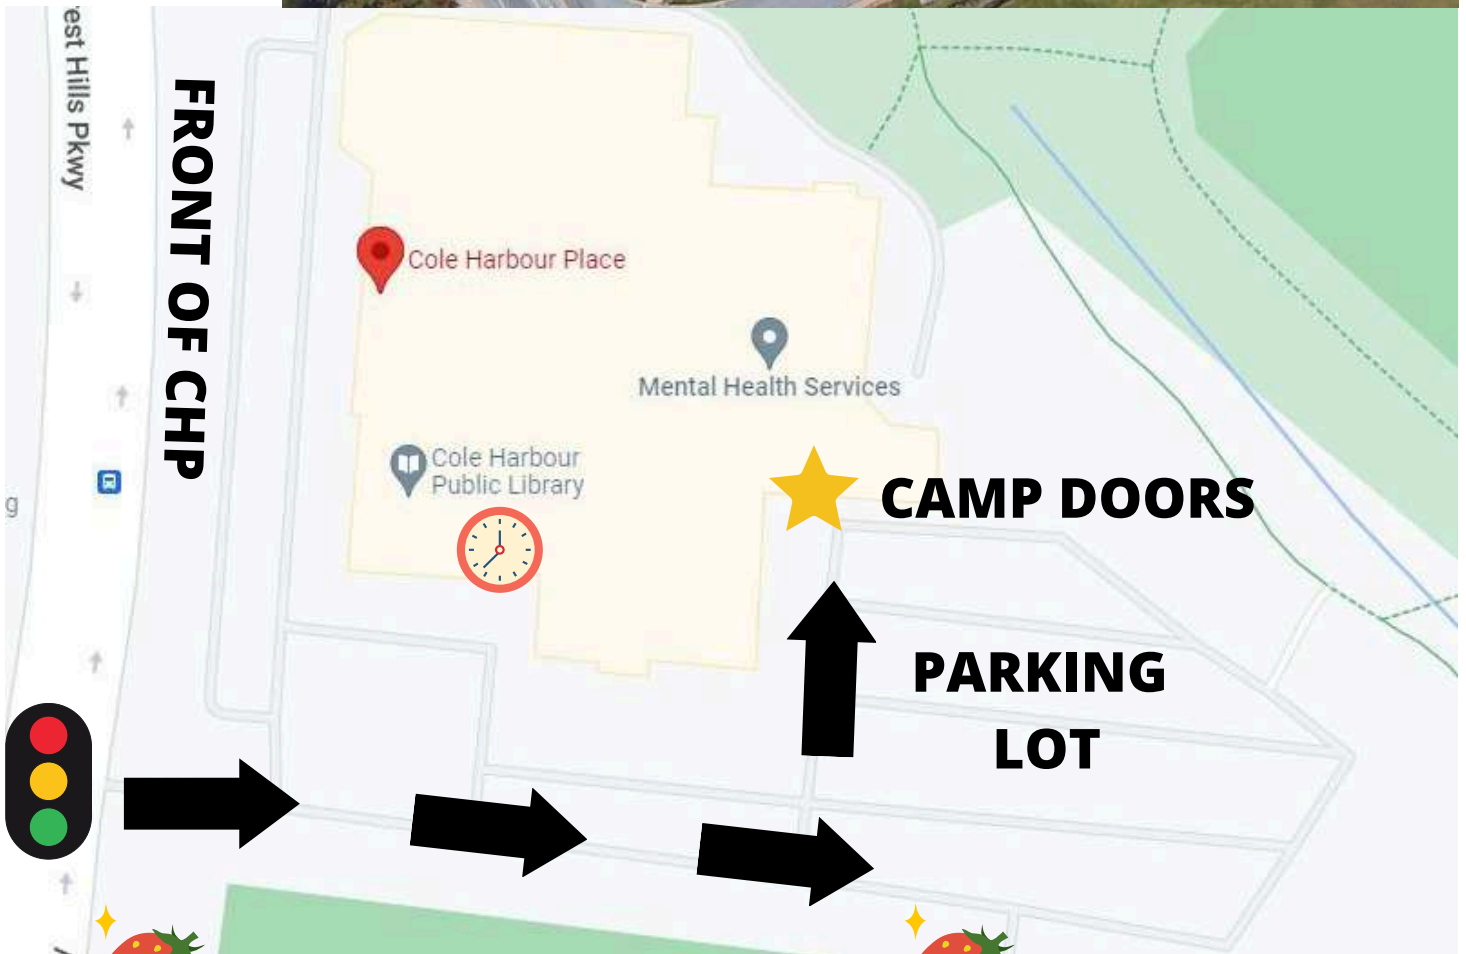 est Hills Pkwy
FRONT OF CHP
Cole Harbour Place
Mental Health Services
Cole Harbour
Public Library
CAMP DOORS
g
PARKING
LOT